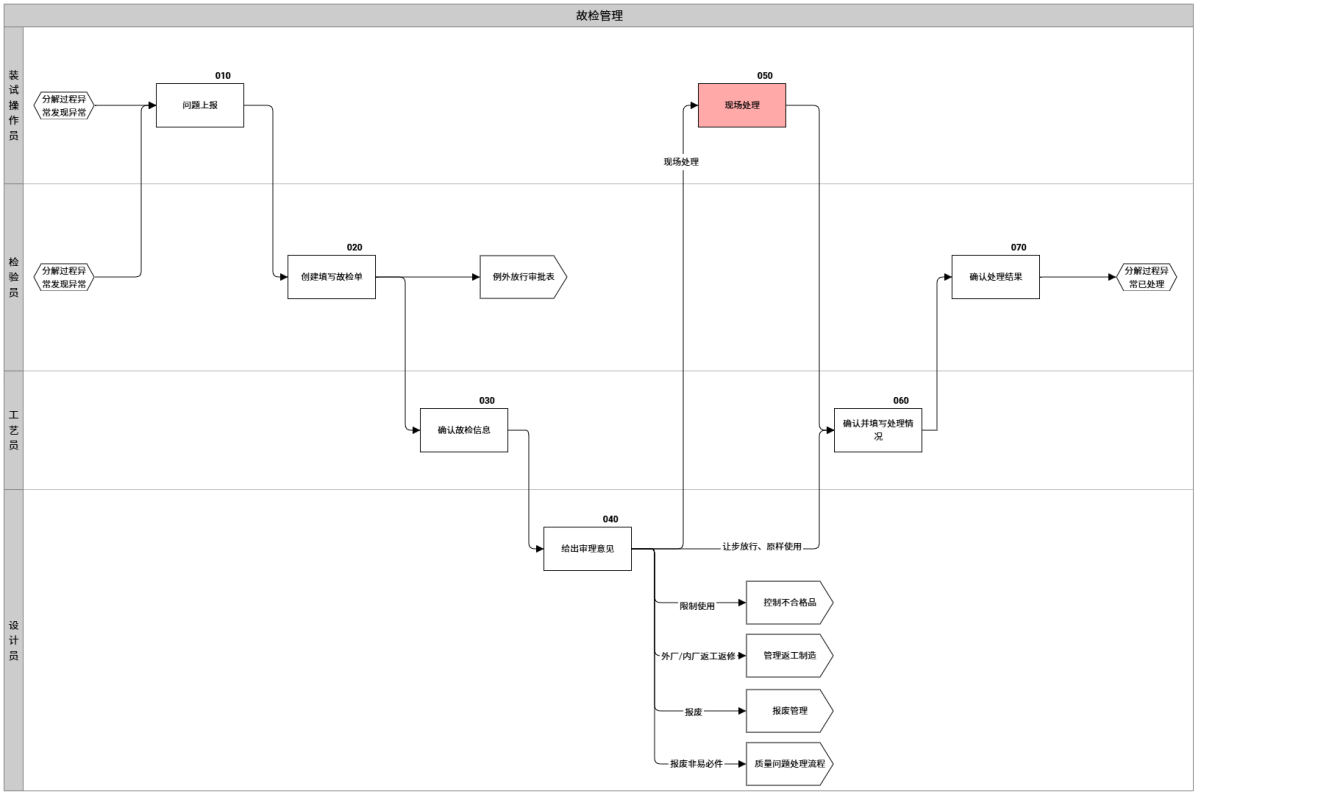 故检管理
装试操作员
010
050
分解过程异
常发现异常
问题上报
现场处理
现场处理
检验员
020
070
分解过程异
常发现异常
创建填写故检单
例外放行审批表
确认处理结果
分解过程异
常已处理
工艺员
030
060
确认故检信息
确认并填写处理情
况
设计员
040
给出审理意见
让步放行、原样使用
限制使用
控制不合格品
外厂/内厂返工返修
管理返工制造
报废
报废管理
报废非易必件
质量问题处理流程